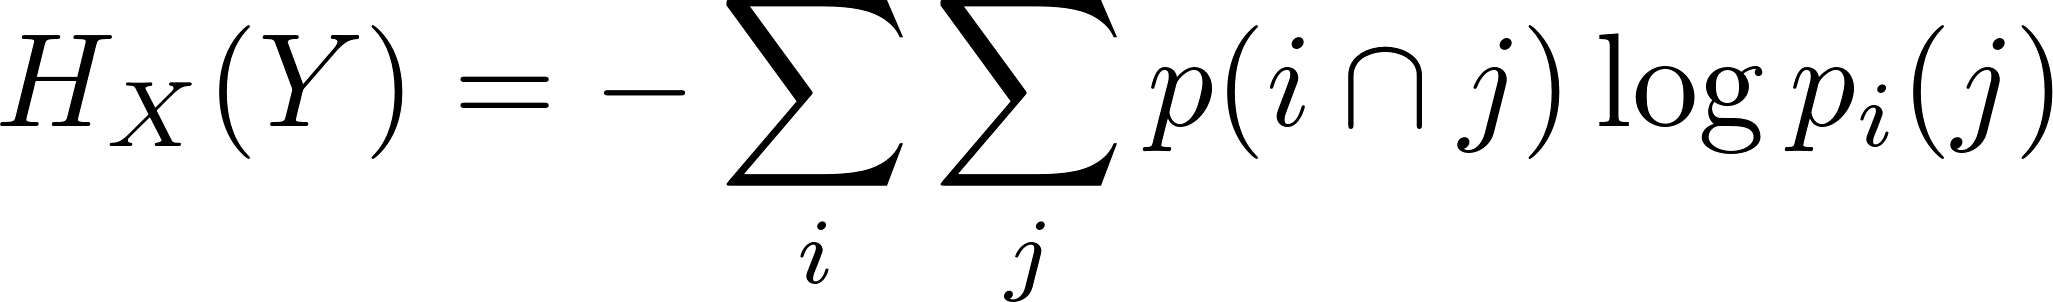 $H_X(Y) = -\sum_i \sum_j p(i \cap j) \log p_i(j)$